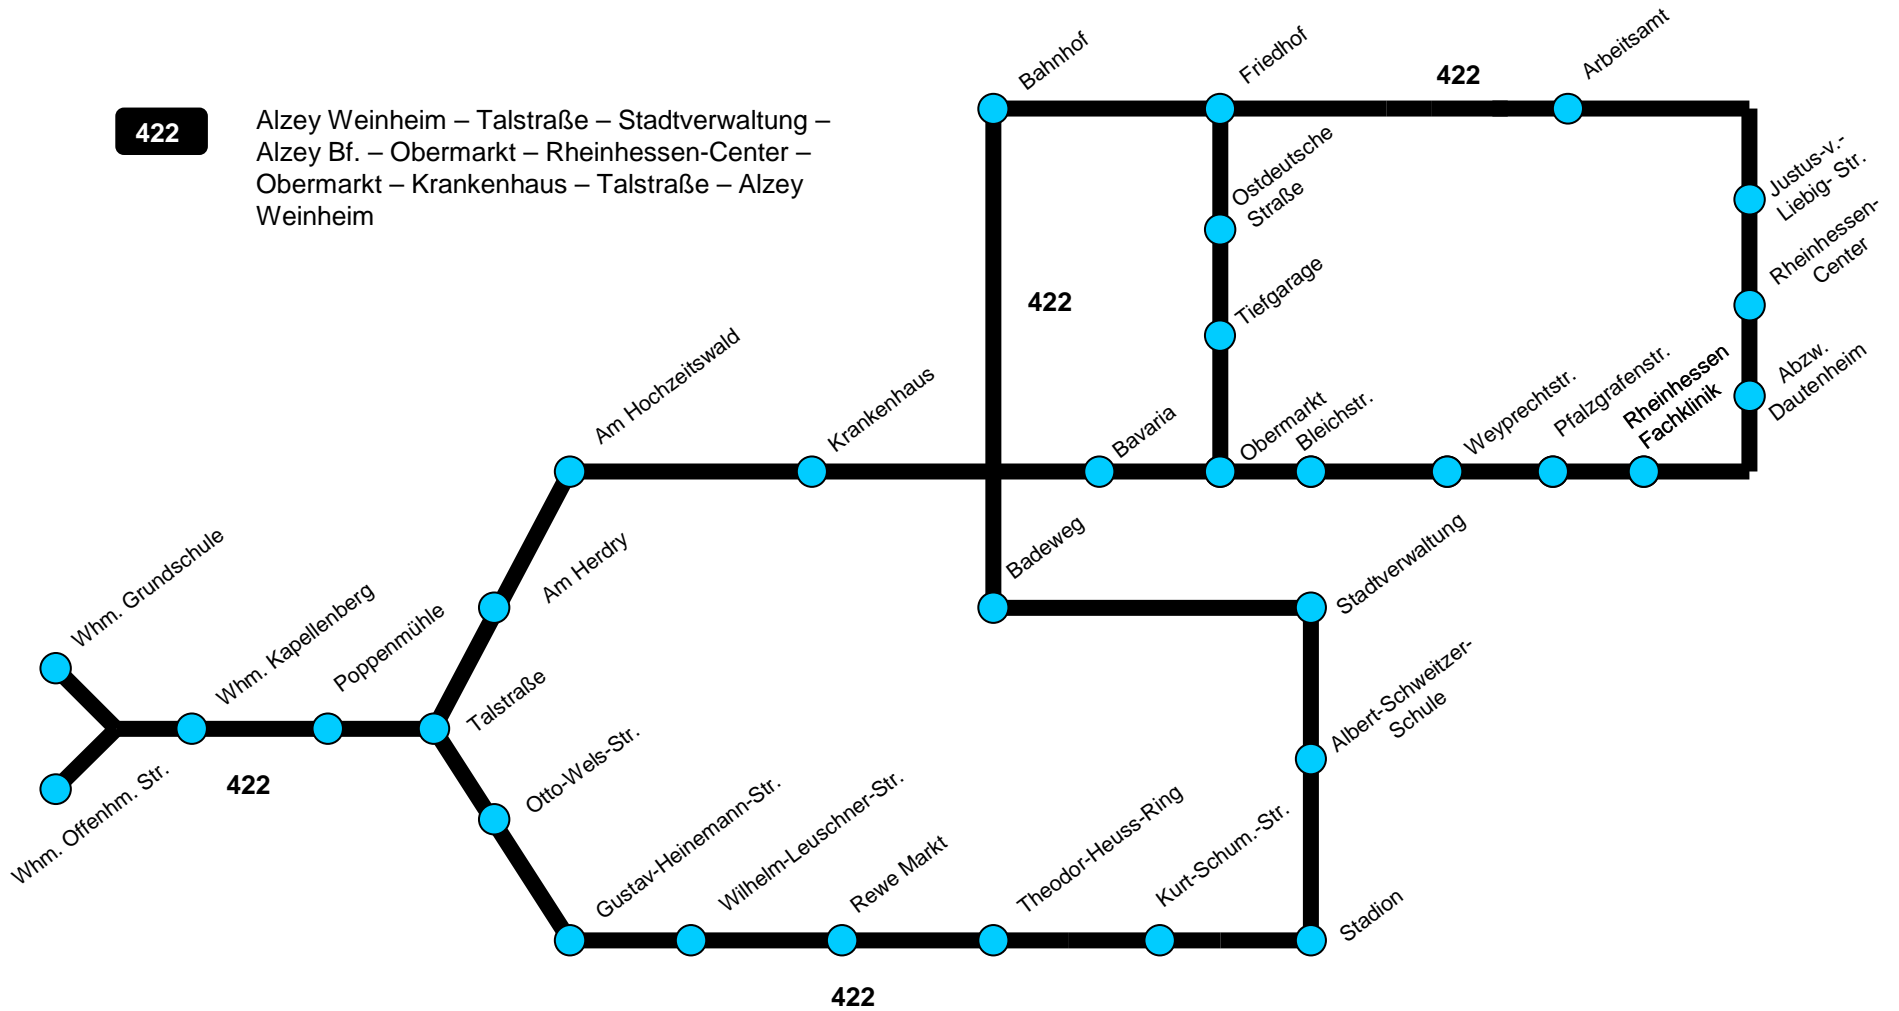 422
Alzey Weinheim – Talstraße – Stadtverwaltung –
Alzey Bf. – Obermarkt – Rheinhessen-Center –
Obermarkt – Krankenhaus – Talstraße – Alzey
Weinheim
Bahnhof
Friedhof
422
Arbeitsamt
Ostdeutsche
Straße
Justus-v.-
Liebig- Str.
Rheinhessen-
Center
Tiefgarage
422
Am Hochzeitswald
Krankenhaus
Bavaria
Obermarkt
Bleichstr.
Weyprechtstr.
Pfalzgrafenstr.
Rheinhessen
Fachklinik
Abzw.
Dautenheim
Badeweg
Stadtverwaltung
Am Herdry
Whm. Grundschule
Whm. Kapellenberg
Poppenmühle
Talstraße
Albert-Schweitzer-
Schule
Whm. Offenhm. Str.
422
Otto-Wels-Str.
Gustav-Heinemann-Str.
Wilhelm-Leuschner-Str.
Rewe Markt
Theodor-Heuss-Ring
Kurt-Schum.-Str.
Stadion
422